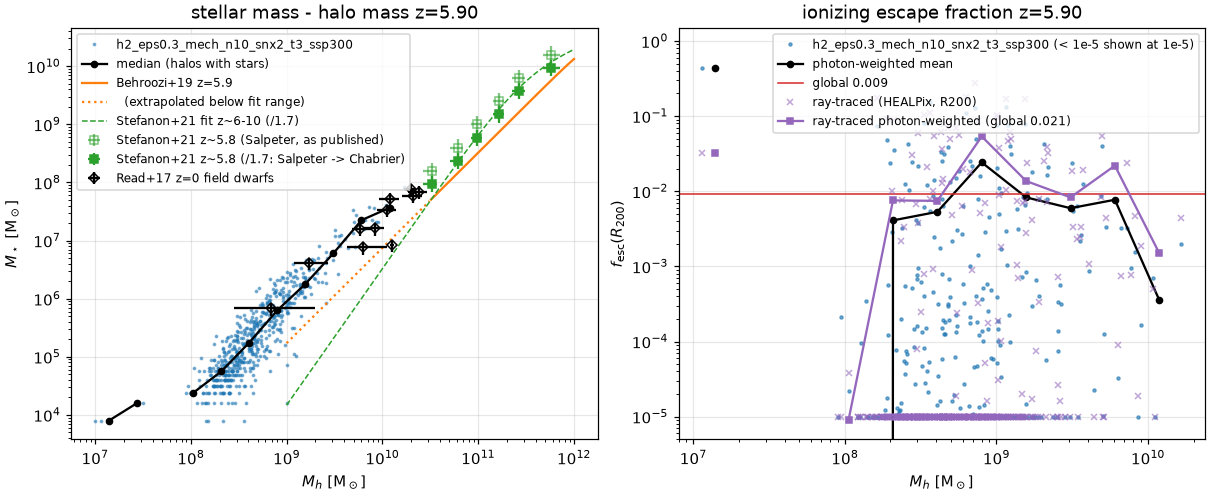 stellar mass - halo mass z=5.90
h2_eps0.3_mech_n10_snx2_t3_ssp300
median (halos with stars)
Behroozi+19 z=5.9
(extrapolated below fit range)
Stefanon+21 fit z~6-10 (/1.7)
Stefanon+21 z~5.8 (Salpeter, as published)
Stefanon+21 z~5.8 (/1.7: Salpeter -> Chabrier)
Read+17 z=0 field dwarfs
M⋆ [M⊙]
10^10
10^9
10^8
10^7
10^6
10^5
10^4
10^7 10^8 10^9 10^10 10^11 10^12
M_h [M⊙]
ionizing escape fraction z=5.90
h2_eps0.3_mech_n10_snx2_t3_ssp300 (< 1e-5 shown at 1e-5)
photon-weighted mean
global 0.009
ray-traced (HEALPix, R200)
ray-traced photon-weighted (global 0.021)
f_esc(R_200)
10^0
10^-1
10^-2
10^-3
10^-4
10^-5
10^7 10^8 10^9 10^10
M_h [M⊙]